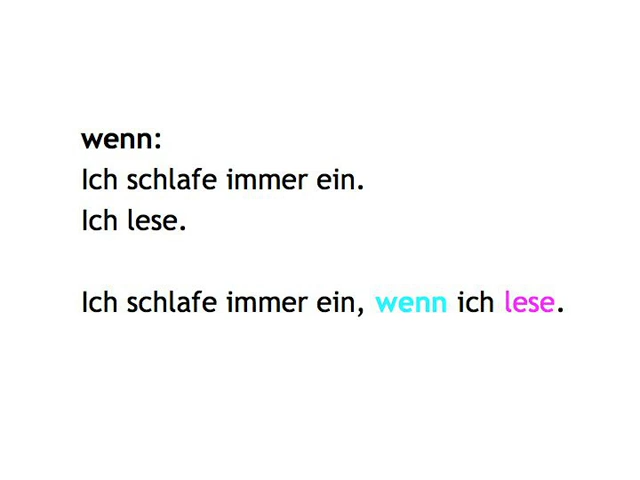 wenn:
Ich schlafe immer ein.
Ich lese.
Ich schlafe immer ein, wenn ich lese.